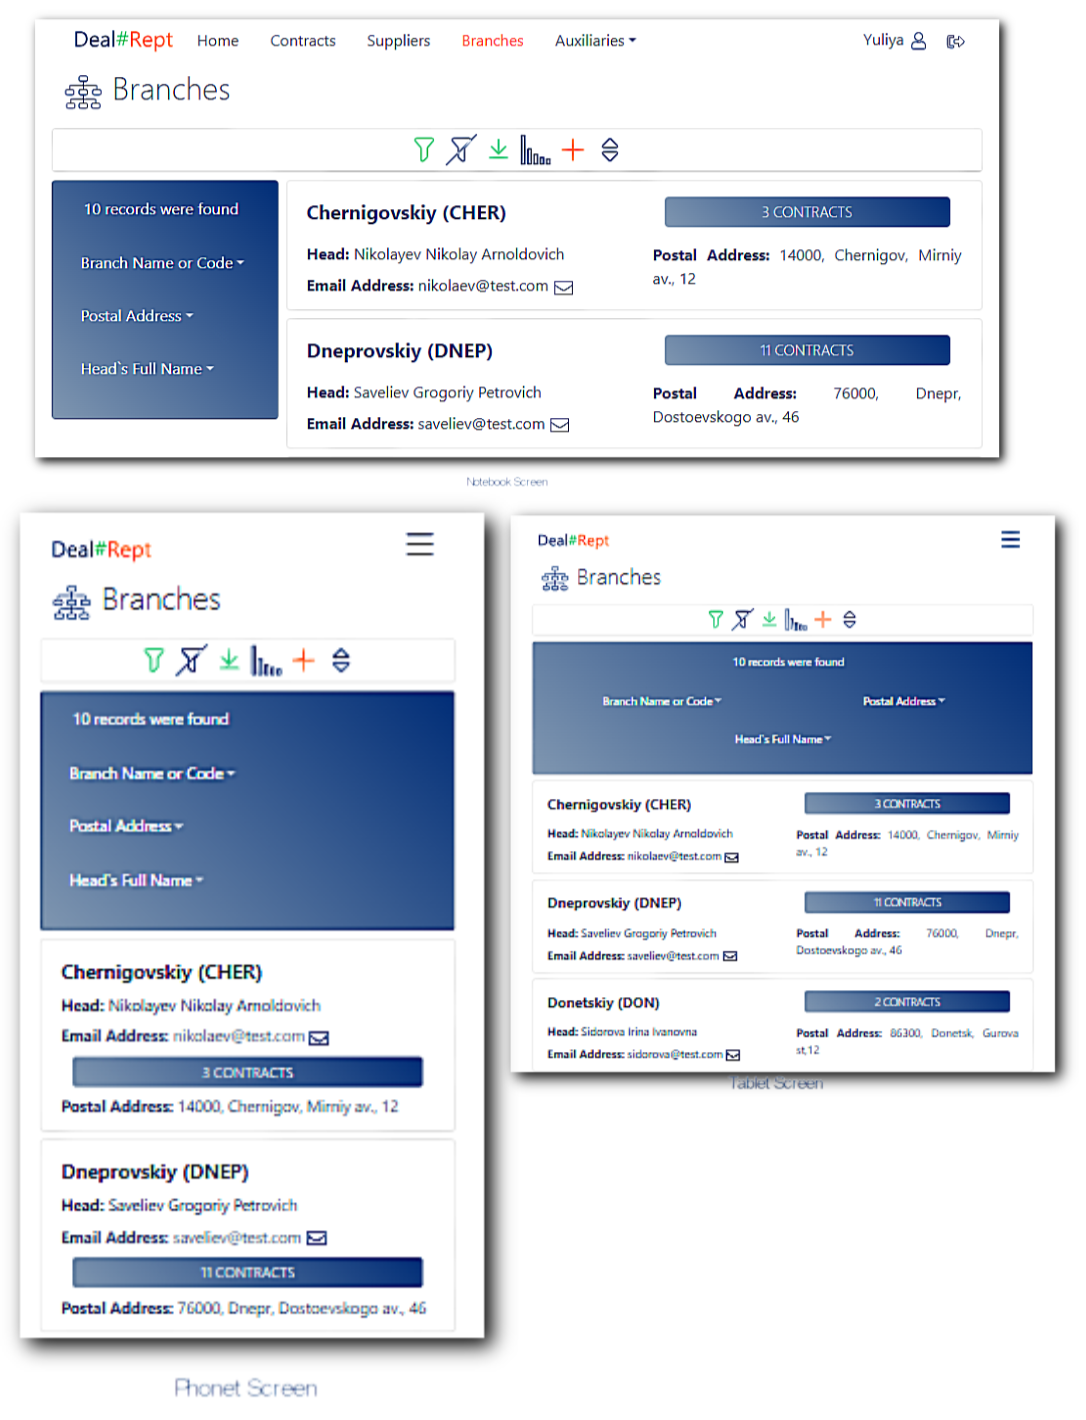 Deal#Rept Home Contracts Suppliers Branches Auxiliaries Yuliya
Branches
10 records were found
Branch Name or Code
Postal Address
Head`s Full Name
Chernigovskiy (CHER)
3 CONTRACTS
Head: Nikolayev Nikolay Arnoldovich
Email Address: nikolaev@test.com
Postal Address: 14000, Chernigov, Mirniy
av., 12
Dneprovskiy (DNEP)
11 CONTRACTS
Head: Saveliev Grogoriy Petrovich
Email Address: saveliev@test.com
Postal Address: 76000, Dnepr,
Dostoevskogo av., 46
Notebook Screen
Deal#Rept
Branches
10 records were found
Branch Name or Code
Postal Address
Head`s Full Name
Chernigovskiy (CHER)
Head: Nikolayev Nikolay Arnoldovich
Email Address: nikolaev@test.com
3 CONTRACTS
Postal Address: 14000, Chernigov, Mirniy av., 12
Dneprovskiy (DNEP)
Head: Saveliev Grogoriy Petrovich
Email Address: saveliev@test.com
11 CONTRACTS
Postal Address: 76000, Dnepr, Dostoevskogo av., 46
Phonet Screen
Deal#Rept
Branches
10 records were found
Branch Name or Code Postal Address
Head`s Full Name
Chernigovskiy (CHER)
3 CONTRACTS
Head: Nikolayev Nikolay Arnoldovich
Email Address: nikolaev@test.com
Postal Address: 14000, Chernigov, Mirniy
av., 12
Dneprovskiy (DNEP)
11 CONTRACTS
Head: Saveliev Grogoriy Petrovich
Email Address: saveliev@test.com
Postal Address: 76000, Dnepr,
Dostoevskogo av., 46
Donetskiy (DON)
2 CONTRACTS
Head: Sidorova Irina Ivanovna
Email Address: sidorova@test.com
Postal Address: 86300, Donetsk, Gurova
st,12
Tablet Screen